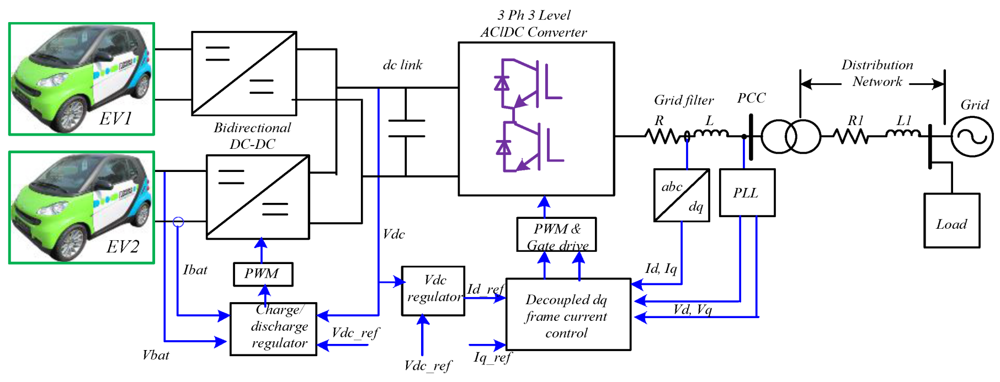 3 Ph 3 Level
AC\DC Converter
dc link
Distribution
Network
Grid filter
PCC
Grid
R
L
R1
L1
EV1
Bidirectional
DC-DC
abc
dq
PLL
Load
EV2
Vdc
PWM &
Gate drive
Ibat
PWM
Id, Iq
Vdc
regulator
Id_ref
Decoupled dq
frame current
control
Vd, Vq
Charge/
discharge
regulator
Vdc_ref
Vbat
Vdc_ref
Iq_ref